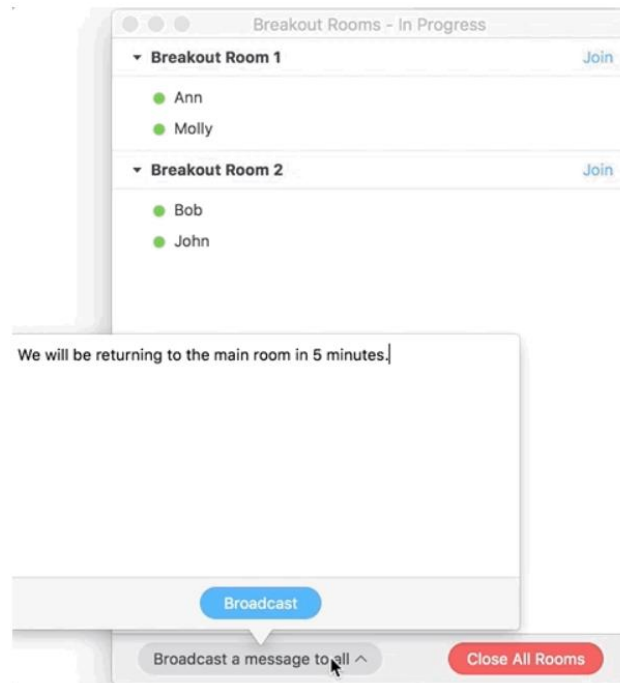 Breakout Rooms - In Progress
Breakout Room 1 Join
Ann
Molly
Breakout Room 2 Join
Bob
John
We will be returning to the main room in 5 minutes.
Broadcast
Broadcast a message to all
Close All Rooms